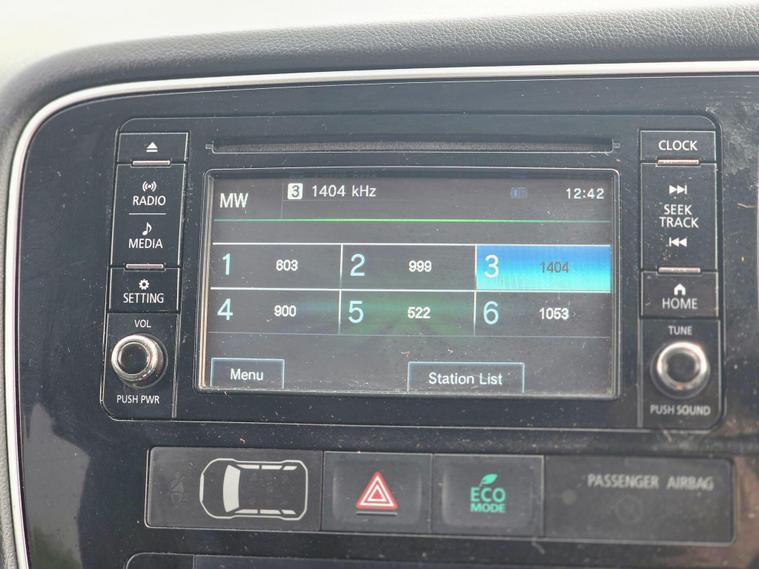 CLOCK
RADIO
MEDIA
SETTING
VOL
PUSH PWR
MW
3 1404 kHz
12:42
1 603
2 999
3 1404
4 900
5 522
6 1053
Menu
Station List
SEEK
TRACK
HOME
TUNE
PUSH SOUND
ECO
MODE
PASSENGER AIRBAG